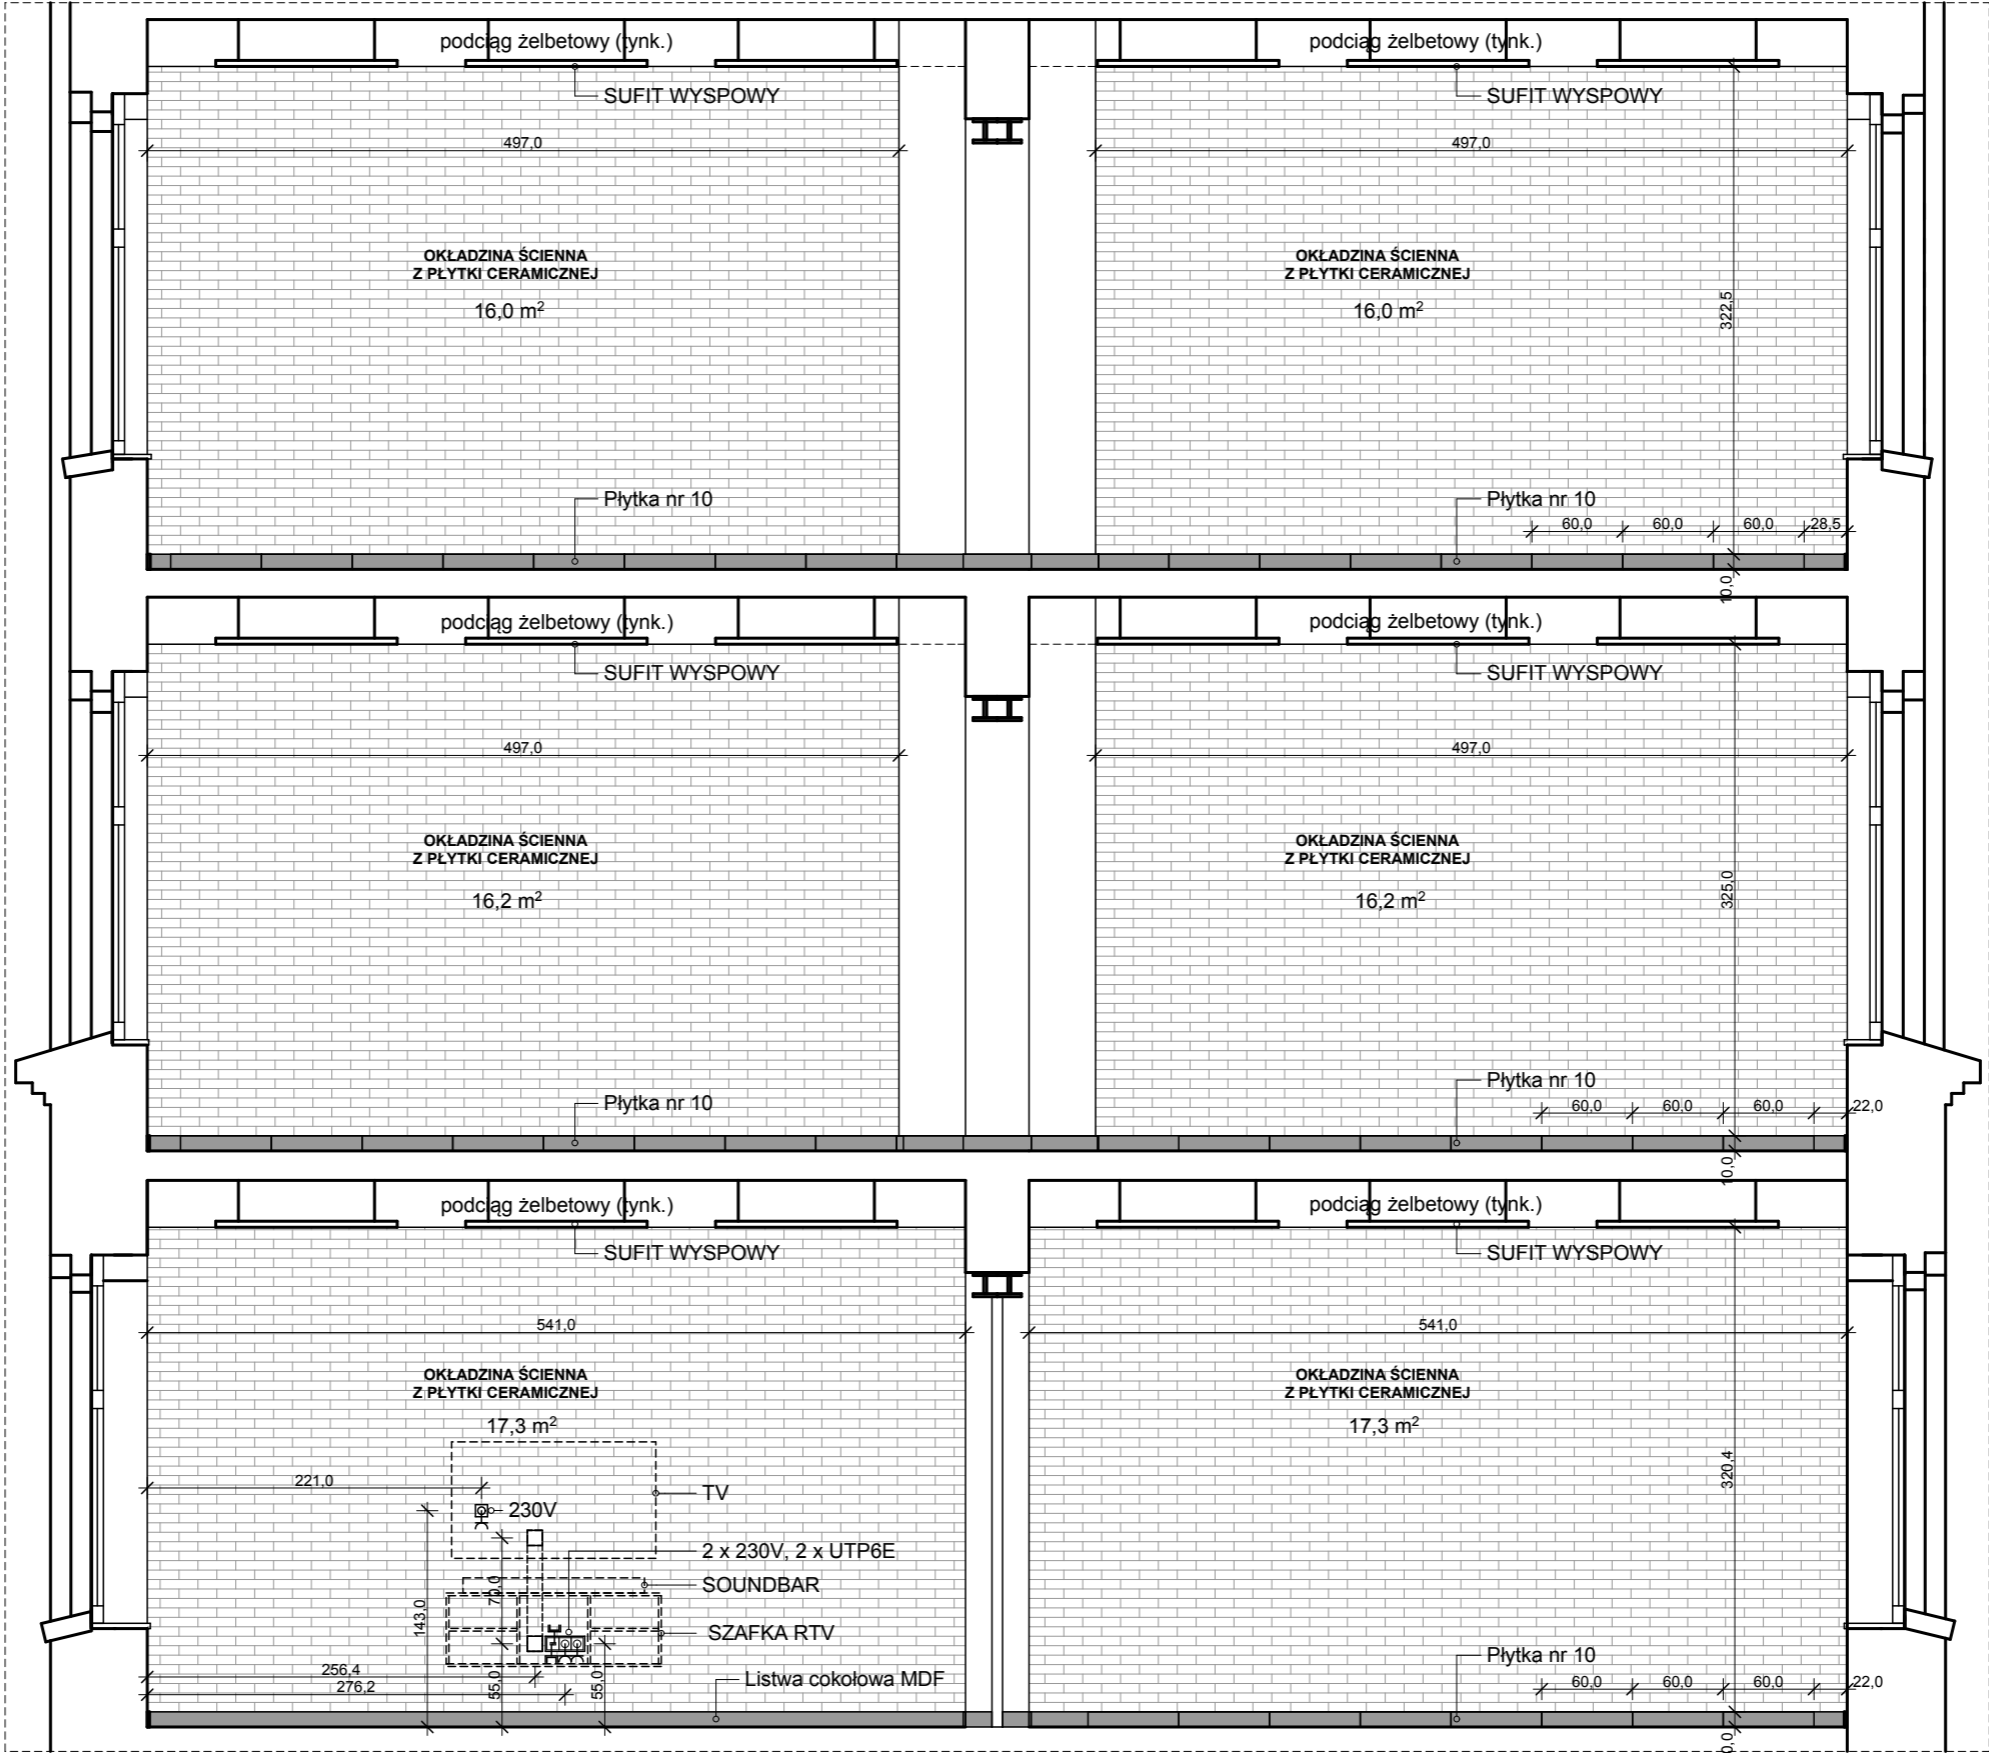 podciąg żelbetowy (tynk.)
podciąg żelbetowy (tynk.)
SUFIT WYSPOWY
SUFIT WYSPOWY
497,0
497,0
OKŁADZINA ŚCIENNA
Z PŁYTKI CERAMICZNEJ
16,0 m²
OKŁADZINA ŚCIENNA
Z PŁYTKI CERAMICZNEJ
16,0 m²
322,5
Płytka nr 10
Płytka nr 10
60,0
60,0
60,0
28,5
10,0
podciąg żelbetowy (tynk.)
podciąg żelbetowy (tynk.)
SUFIT WYSPOWY
SUFIT WYSPOWY
497,0
497,0
OKŁADZINA ŚCIENNA
Z PŁYTKI CERAMICZNEJ
16,2 m²
OKŁADZINA ŚCIENNA
Z PŁYTKI CERAMICZNEJ
16,2 m²
325,0
Płytka nr 10
Płytka nr 10
60,0
60,0
60,0
22,0
10,0
podciąg żelbetowy (tynk.)
podciąg żelbetowy (tynk.)
SUFIT WYSPOWY
SUFIT WYSPOWY
541,0
541,0
OKŁADZINA ŚCIENNA
Z PŁYTKI CERAMICZNEJ
17,3 m²
OKŁADZINA ŚCIENNA
Z PŁYTKI CERAMICZNEJ
17,3 m²
320,4
221,0
TV
230V
2 x 230V, 2 x UTP6E
SOUNDBAR
70,0
143,0
SZAFKA RTV
256,4
276,2
55,0
55,0
Listwa cokołowa MDF
Płytka nr 10
60,0
60,0
60,0
22,0